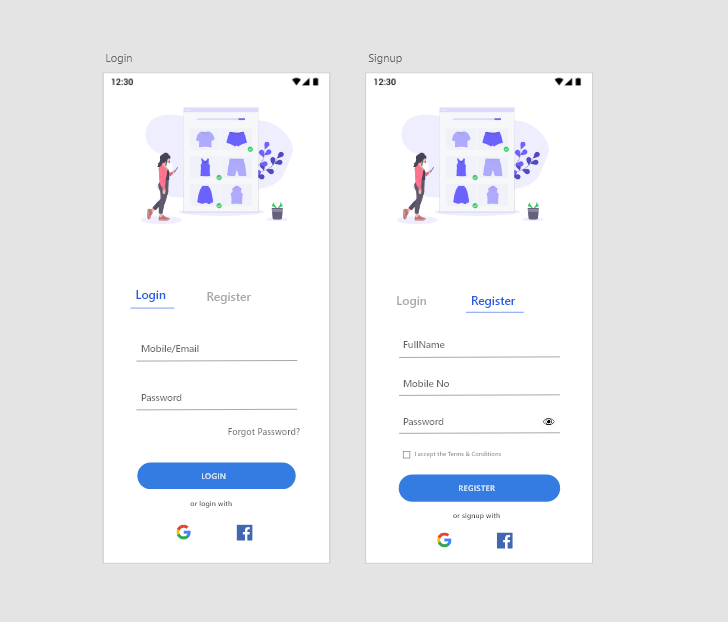 Login
12:30
Login Register
Mobile/Email
Password
Forgot Password?
LOGIN
or login with
Signup
12:30
Login Register
FullName
Mobile No
Password
I accept the Terms & Conditions
REGISTER
or signup with